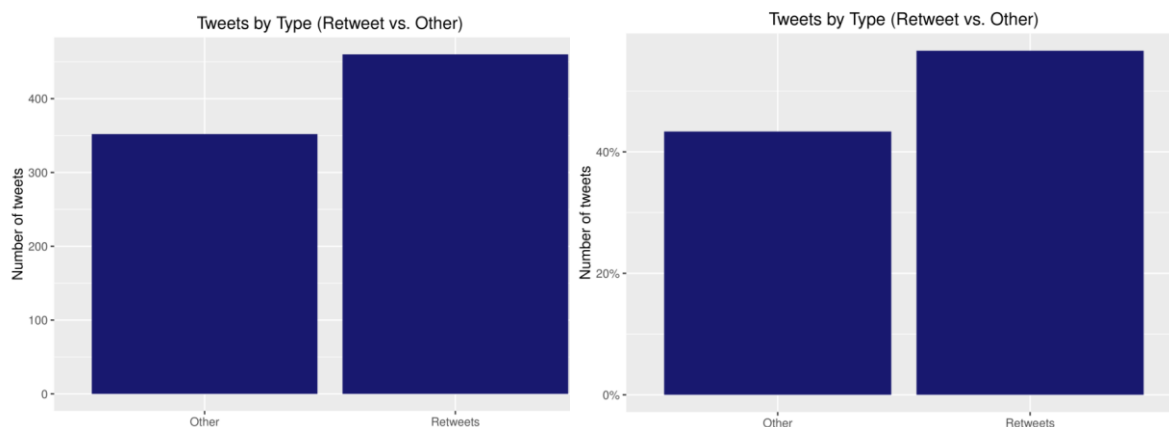 Tweets by Type (Retweet vs. Other)
Number of tweets
400
300
200
100
0
Other Retweets
Tweets by Type (Retweet vs. Other)
Number of tweets
40%
20%
0%
Other Retweets